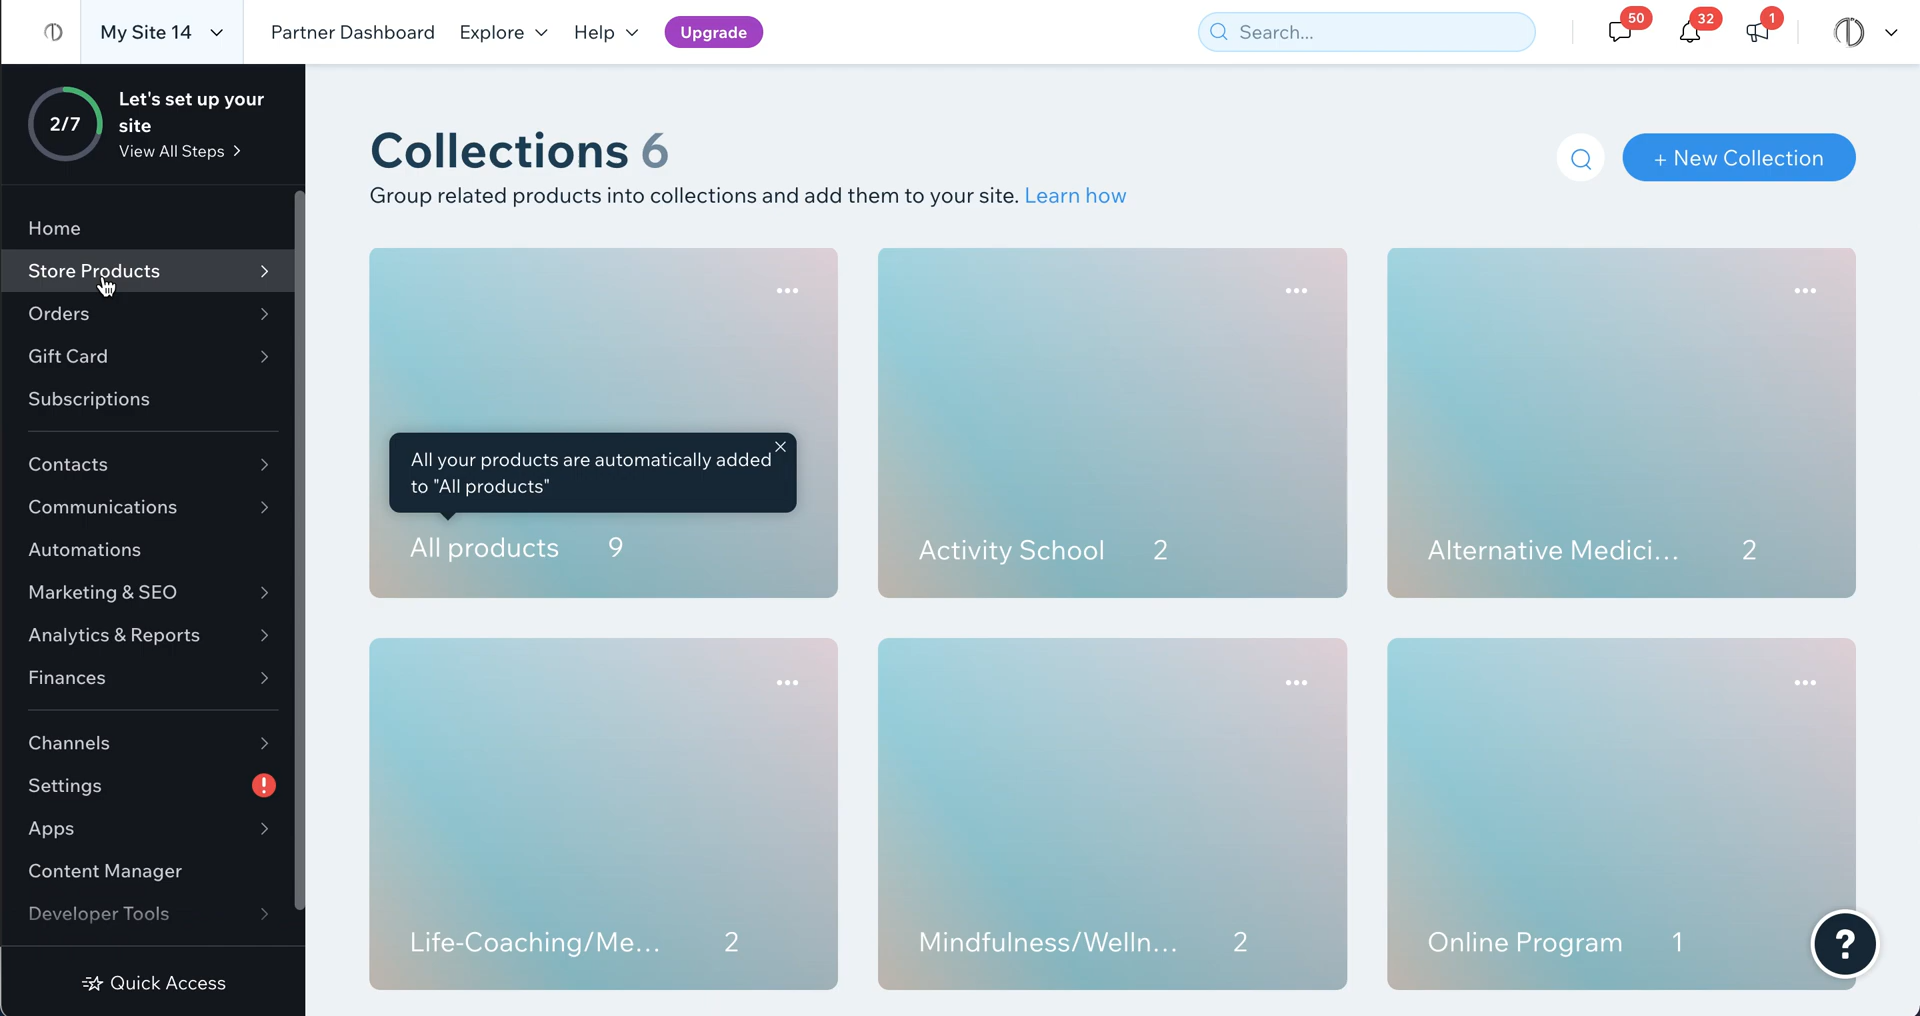 My Site 14
Partner Dashboard
Explore
Help
Upgrade
Search...
50
32
1
2/7
Let's set up your
site
View All Steps
Home
Store Products
Orders
Gift Card
Subscriptions
Contacts
Communications
Automations
Marketing & SEO
Analytics & Reports
Finances
Channels
Settings
!
Apps
Content Manager
Developer Tools
Quick Access
Collections 6
Group related products into collections and add them to your site. Learn how
+ New Collection
All your products are automatically added
to "All products"
All products 9
Activity School 2
Alternative Medici... 2
Life-Coaching/Me... 2
Mindfulness/Welln... 2
Online Program 1
?